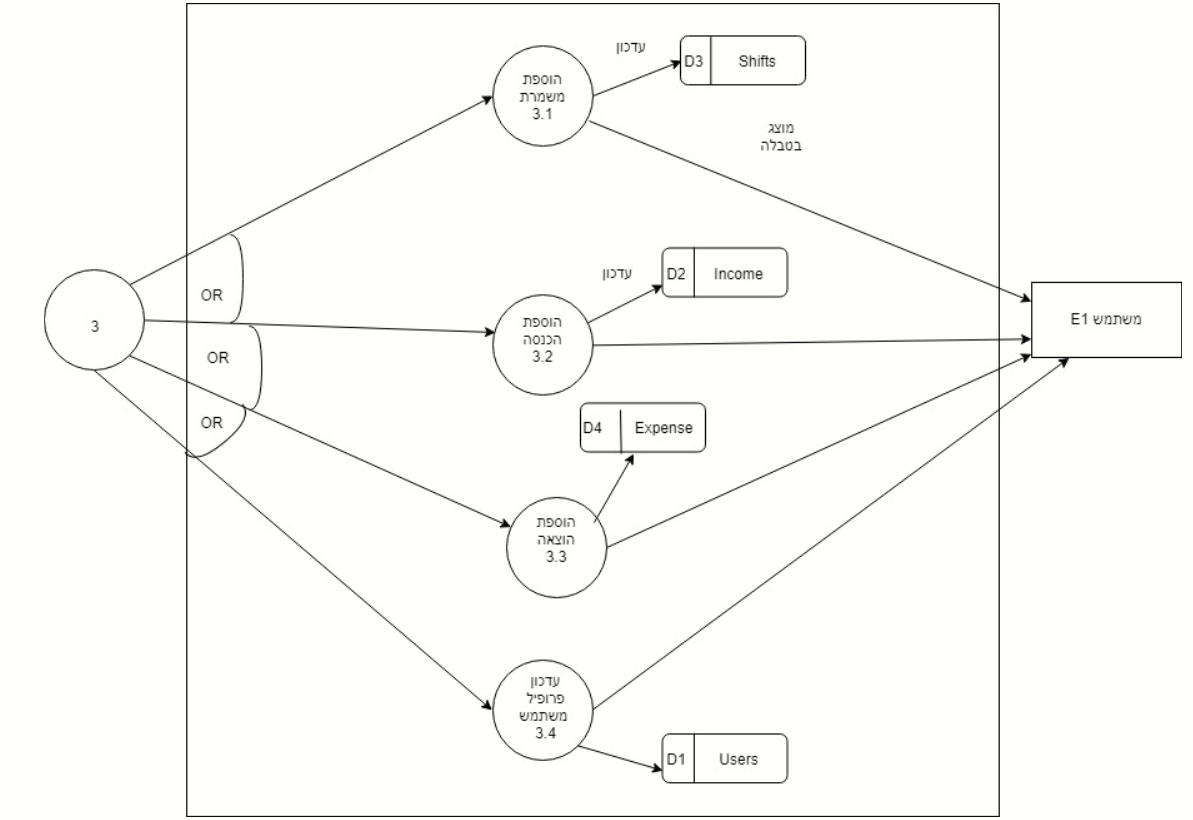 עדכון
D3 Shifts
הוספת
משמרת
3.1
מוצג
בטבלה
עדכון
D2 Income
OR
3
הוספת
הכנסה
3.2
משתמש E1
OR
OR
D4 Expense
הוספת
הוצאה
3.3
עדכון
פרופיל
משתמש
3.4
D1 Users